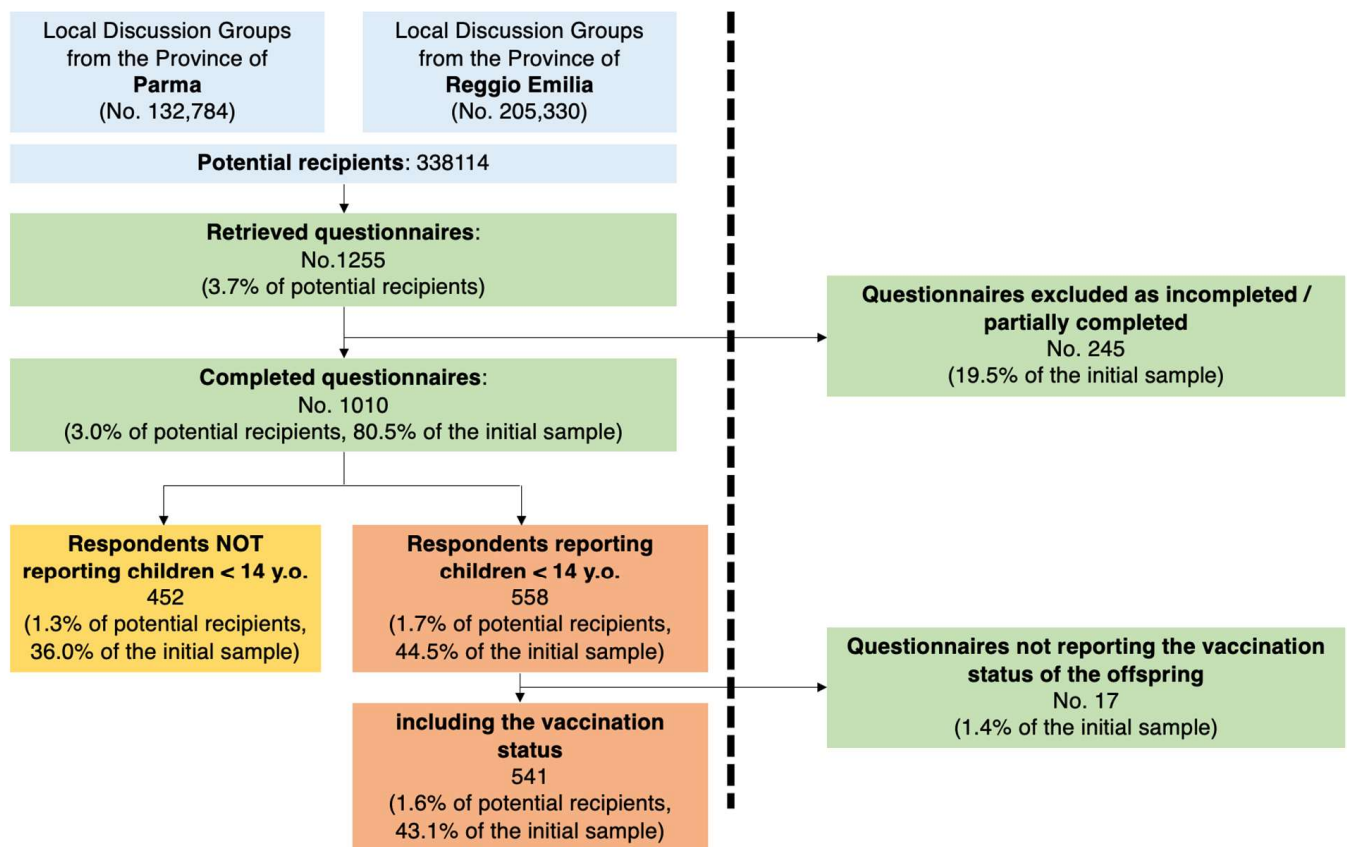 Local Discussion Groups
from the Province of
Parma
(No. 132,784)
Local Discussion Groups
from the Province of
Reggio Emilia
(No. 205,330)
Potential recipients: 338114
Retrieved questionnaires:
No.1255
(3.7% of potential recipients)
Questionnaires excluded as incompleted /
partially completed
No. 245
(19.5% of the initial sample)
Completed questionnaires:
No. 1010
(3.0% of potential recipients, 80.5% of the initial sample)
Respondents NOT
reporting children < 14 y.o.
452
(1.3% of potential recipients,
36.0% of the initial sample)
Respondents reporting
children < 14 y.o.
558
(1.7% of potential recipients,
44.5% of the initial sample)
Questionnaires not reporting the vaccination
status of the offspring
No. 17
(1.4% of the initial sample)
including the vaccination
status
541
(1.6% of potential recipients,
43.1% of the initial sample)